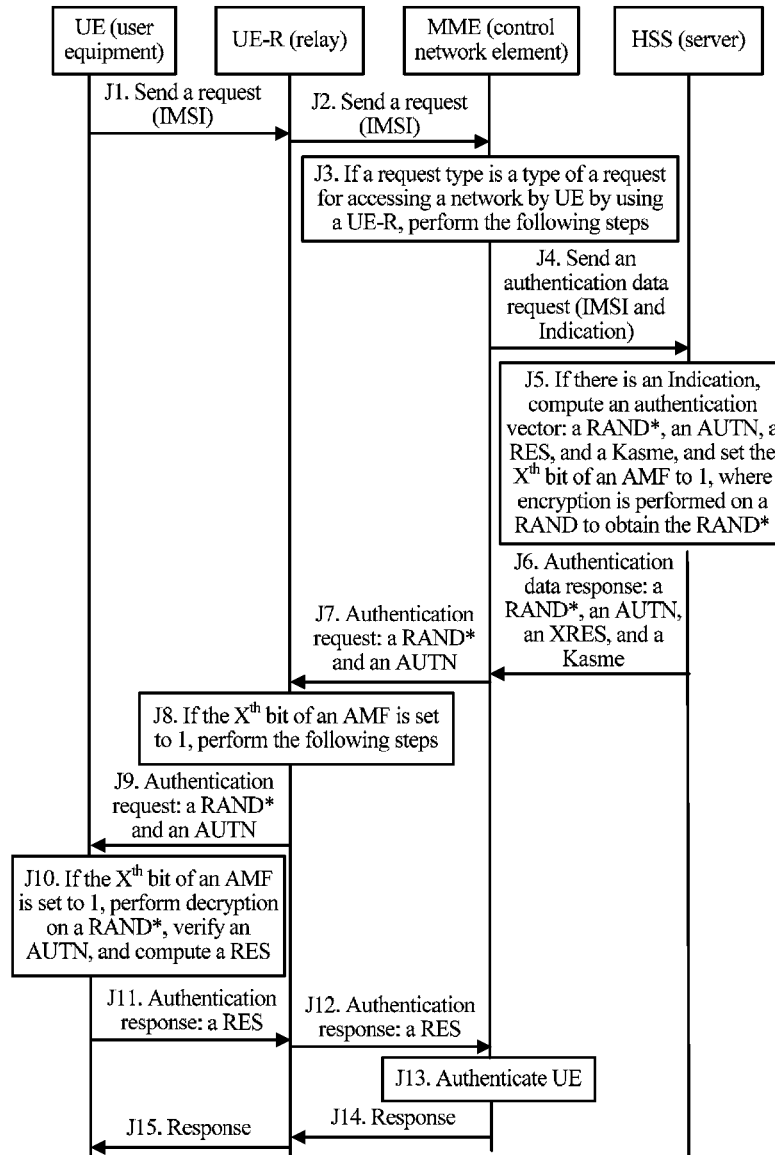 UE (user
equipment)
UE-R (relay)
MME (control
network element)
HSS (server)
J1. Send a request
(IMSI)
J2. Send a request
(IMSI)
J3. If a request type is a type of a request
for accessing a network by UE by using
a UE-R, perform the following steps
J4. Send an
authentication data
request (IMSI and
Indication)
J5. If there is an Indication,
compute an authentication
vector: a RAND*, an AUTN, a
RES, and a Kasme, and set the
Xth bit of an AMF to 1, where
encryption is performed on a
RAND to obtain the RAND*
J6. Authentication
data response: a
RAND*, an AUTN,
an XRES, and a
Kasme
J7. Authentication
request: a RAND*
and an AUTN
J8. If the Xth bit of an AMF is set
to 1, perform the following steps
J9. Authentication
request: a RAND*
and an AUTN
J10. If the Xth bit of an AMF
is set to 1, perform decryption
on a RAND*, verify an
AUTN, and compute a RES
J11. Authentication
response: a RES
J12. Authentication
response: a RES
J13. Authenticate UE
J14. Response
J15. Response